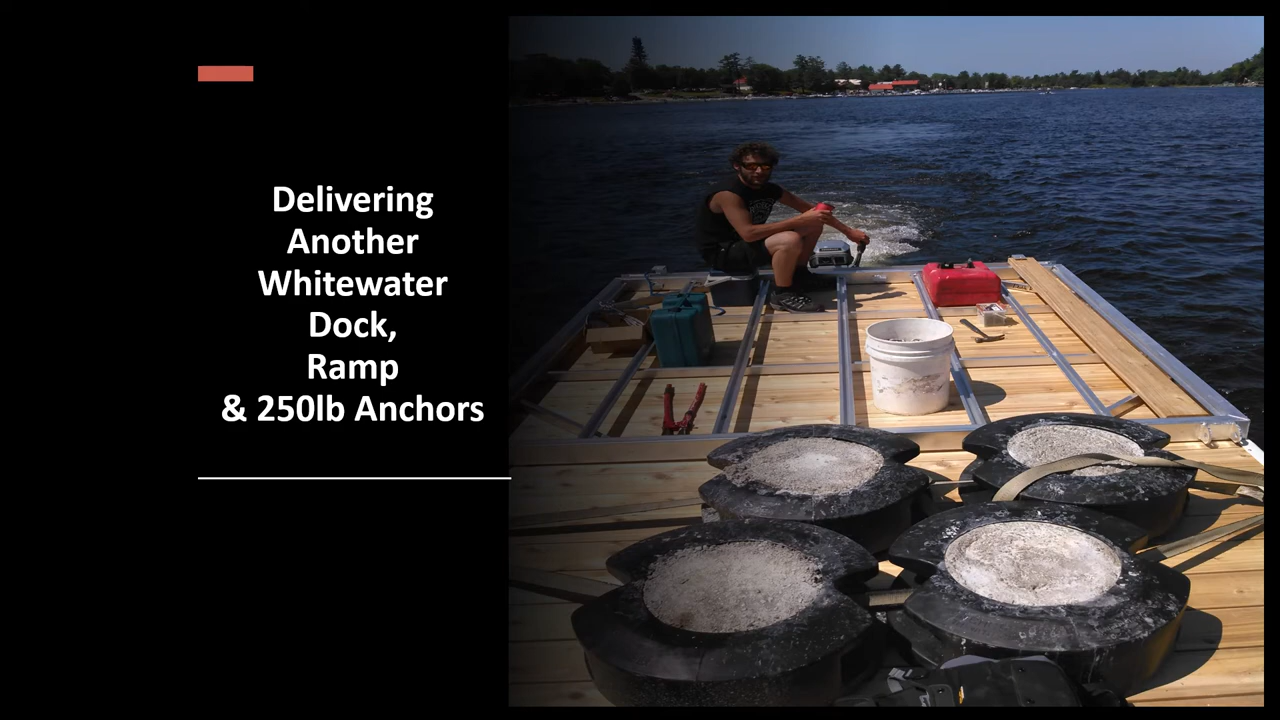 Delivering
Another
Whitewater
Dock,
Ramp
& 250lb Anchors